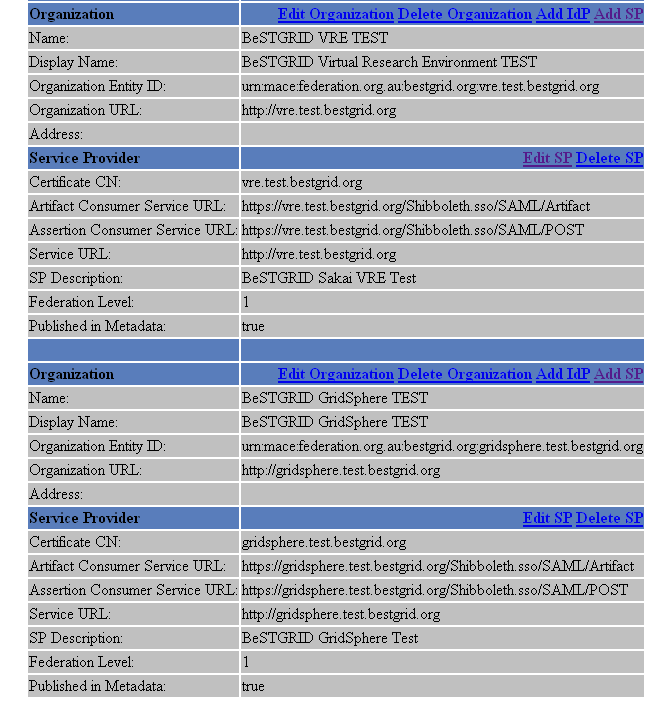 Organization Edit Organization Delete Organization Add IdP Add SP
Name: BeSTGRID VRE TEST
Display Name: BeSTGRID Virtual Research Environment TEST
Organization Entity ID: urn:mace:federation.org.au:bestgrid.org:vre.test.bestgrid.org
Organization URL: http://vre.test.bestgrid.org
Address:
Service Provider Edit SP Delete SP
Certificate CN: vre.test.bestgrid.org
Artifact Consumer Service URL: https://vre.test.bestgrid.org/Shibboleth.sso/SAML/Artifact
Assertion Consumer Service URL: https://vre.test.bestgrid.org/Shibboleth.sso/SAML/POST
Service URL: http://vre.test.bestgrid.org
SP Description: BeSTGRID Sakai VRE Test
Federation Level: 1
Published in Metadata: true
Organization Edit Organization Delete Organization Add IdP Add SP
Name: BeSTGRID GridSphere TEST
Display Name: BeSTGRID GridSphere TEST
Organization Entity ID: urn:mace:federation.org.au:bestgrid.org:gridsphere.test.bestgrid.org
Organization URL: http://gridsphere.test.bestgrid.org
Address:
Service Provider Edit SP Delete SP
Certificate CN: gridsphere.test.bestgrid.org
Artifact Consumer Service URL: https://gridsphere.test.bestgrid.org/Shibboleth.sso/SAML/Artifact
Assertion Consumer Service URL: https://gridsphere.test.bestgrid.org/Shibboleth.sso/SAML/POST
Service URL: http://gridsphere.test.bestgrid.org
SP Description: BeSTGRID GridSphere Test
Federation Level: 1
Published in Metadata: true